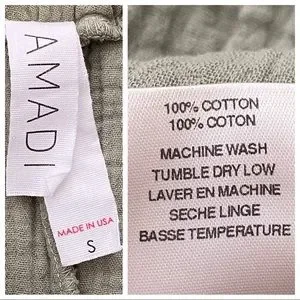 AMADI
MADE IN USA
S
100% COTTON
100% COTON
MACHINE WASH
TUMBLE DRY LOW
LAVER EN MACHINE
SECHE LINGE
BASSE TEMPERATURE